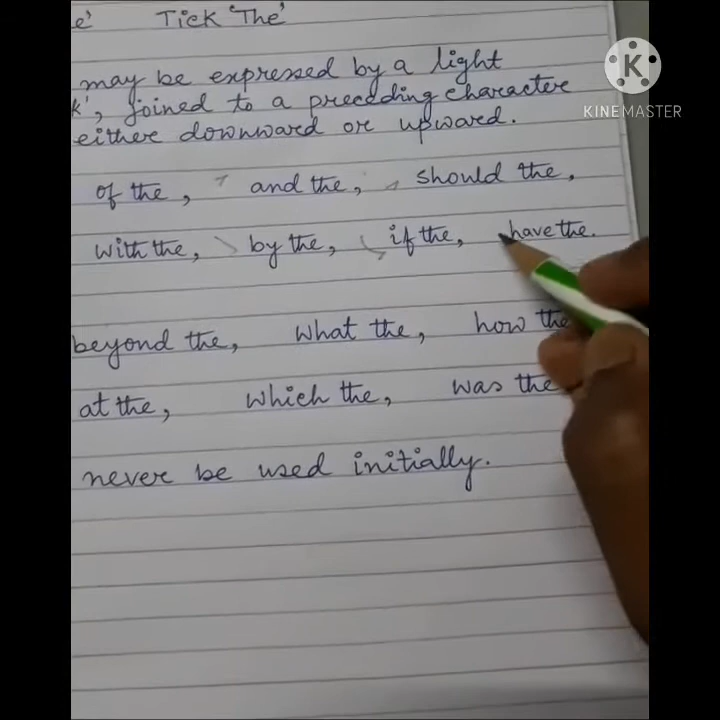 e' Tick 'The'
may be expressed by a light
k', joined to a preceding character
either downward or upward.
of the, and the, should the,
with the, by the, if the, have the.
beyond the, what the, how the
at the, which the, was the
never be used initially.
K
KINEMASTER